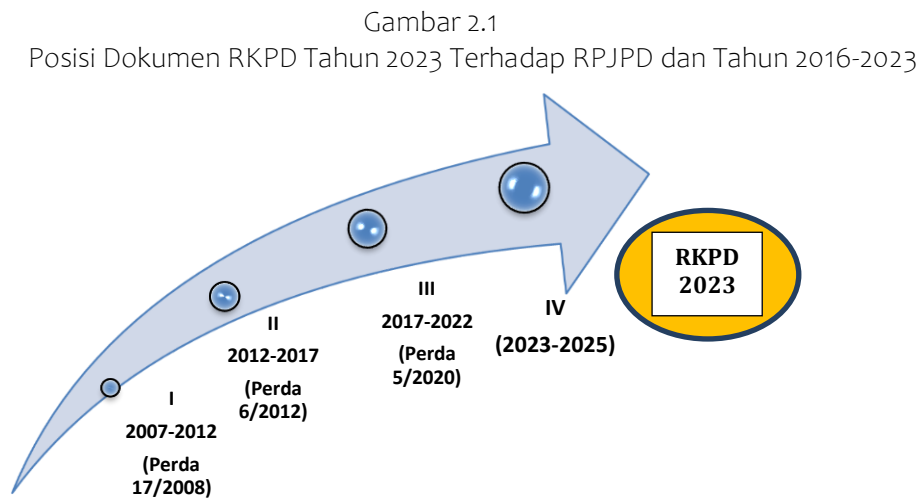 Gambar 2.1
Posisi Dokumen RKPD Tahun 2023 Terhadap RPJPD dan Tahun 2016-2023
I
2007-2012
(Perda
17/2008)
II
2012-2017
(Perda
6/2012)
III
2017-2022
(Perda
5/2020)
IV
(2023-2025)
RKPD
2023